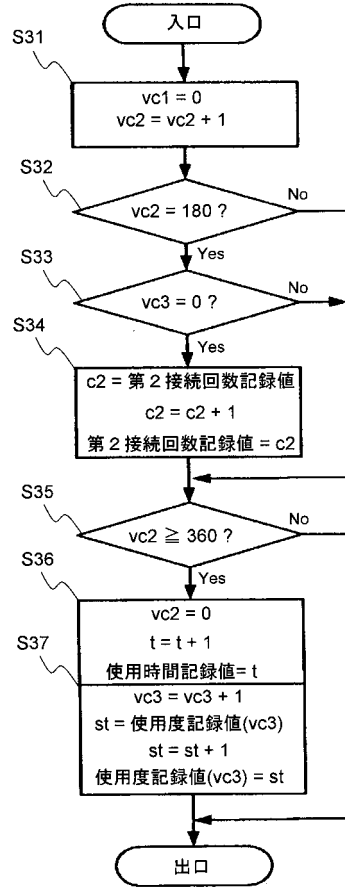 入口
S31
vc1 = 0
vc2 = vc2 + 1
S32
vc2 = 180 ?
No
Yes
S33
vc3 = 0 ?
No
Yes
S34
c2 = 第2接続回数記録値
c2 = c2 + 1
第2接続回数記録値 = c2
S35
vc2 ≧ 360 ?
No
Yes
S36
vc2 = 0
t = t + 1
使用時間記録値= t
S37
vc3 = vc3 + 1
st = 使用度記録値(vc3)
st = st + 1
使用度記録値(vc3) = st
出口